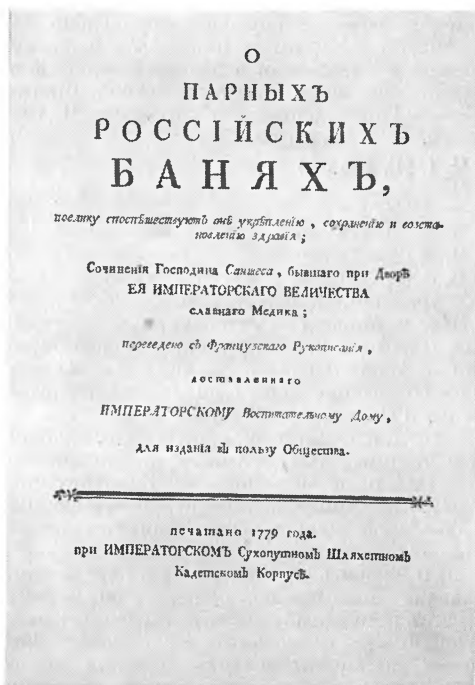 О
ПАРНЫХЪ
РОССІЙСКИХЪ
БАНЯХЪ,
поелику споспѣшествуютъ онѣ укрѣпленію, сохраненію и возста-
новленію здравія;
Сочиненія Господина Саншеса, бывшаго при Дворѣ
ЕЯ ИМПЕРАТОРСКАГО ВЕЛИЧЕСТВА
славнаго Медика;
переведено съ Французскаго Рукописанія,
доставленнаго
ИМПЕРАТОРСКОМУ Воспитательному Дому,
для изданія въ пользу Общества.
печатано 1779 года.
при ИМПЕРАТОРСКОМЪ Сухопутномъ Шляхетномъ
Кадетскомъ Корпусѣ.